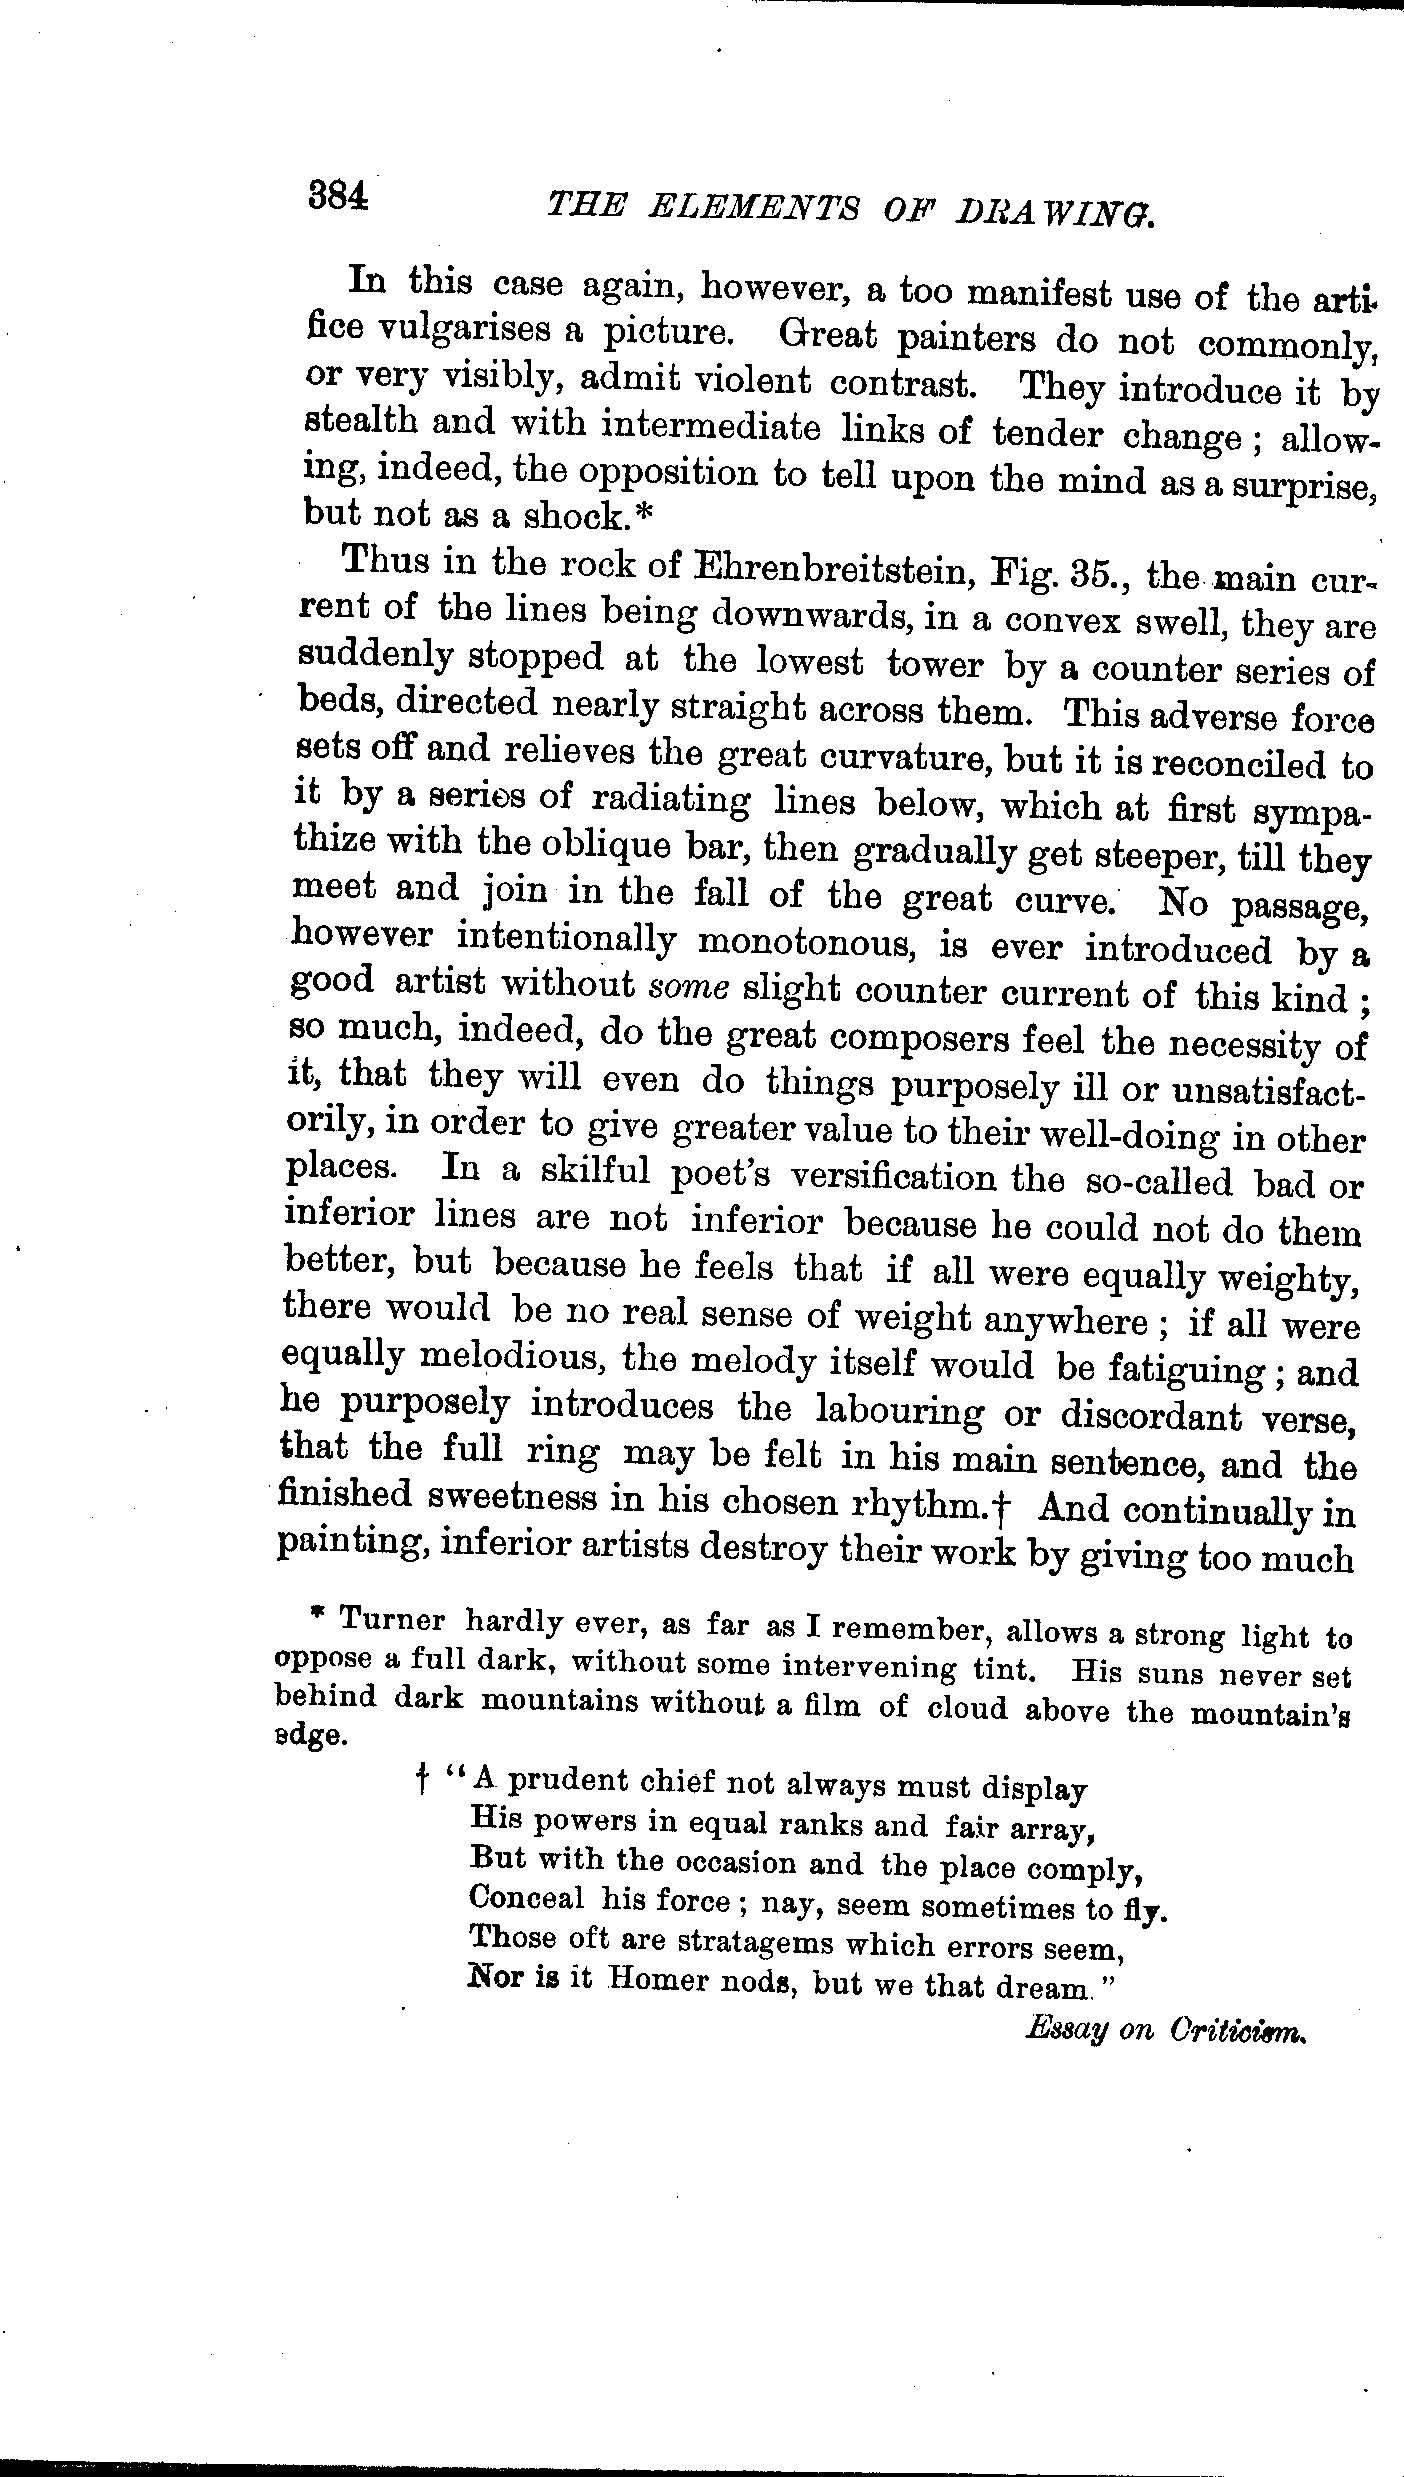 384
THE ELEMENTS OF DRAWING.
In this case again, however, a too manifest use of the arti-
fice vulgarises a picture. Great painters do not commonly,
or very visibly, admit violent contrast. They introduce it by
stealth and with intermediate links of tender change ; allow-
ing, indeed, the opposition to tell upon the mind as a surprise,
but not as a shock.*
Thus in the rock of Ehrenbreitstein, Fig. 35., the main cur-
rent of the lines being downwards, in a convex swell, they are
suddenly stopped at the lowest tower by a counter series of
beds, directed nearly straight across them. This adverse force
sets off and relieves the great curvature, but it is reconciled to
it by a series of radiating lines below, which at first sympa-
thize with the oblique bar, then gradually get steeper, till they
meet and join in the fall of the great curve. No passage,
however intentionally monotonous, is ever introduced by a
good artist without some slight counter current of this kind ;
so much, indeed, do the great composers feel the necessity of
it, that they will even do things purposely ill or unsatisfact-
orily, in order to give greater value to their well-doing in other
places. In a skilful poet's versification the so-called bad or
inferior lines are not inferior because he could not do them
better, but because he feels that if all were equally weighty,
there would be no real sense of weight anywhere ; if all were
equally melodious, the melody itself would be fatiguing ; and
he purposely introduces the labouring or discordant verse,
that the full ring may be felt in his main sentence, and the
finished sweetness in his chosen rhythm.† And continually in
painting, inferior artists destroy their work by giving too much
* Turner hardly ever, as far as I remember, allows a strong light to
oppose a full dark, without some intervening tint. His suns never set
behind dark mountains without a film of cloud above the mountain's
edge.
† “A prudent chief not always must display
His powers in equal ranks and fair array,
But with the occasion and the place comply,
Conceal his force ; nay, seem sometimes to fly.
Those oft are stratagems which errors seem,
Nor is it Homer nods, but we that dream.”
Essay on Criticism.